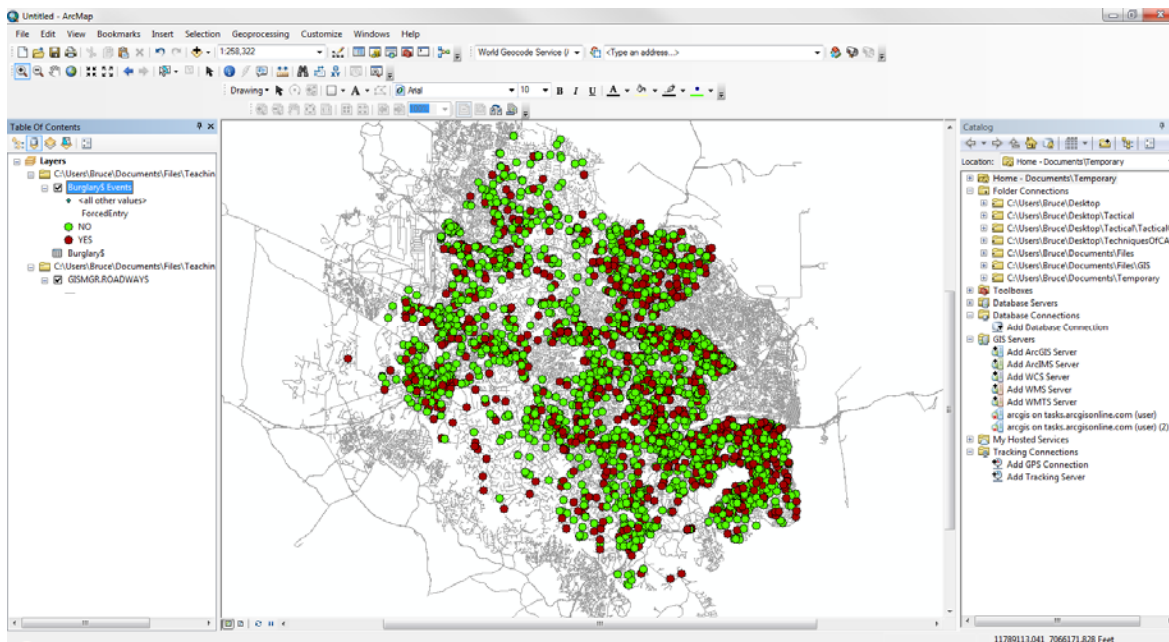 Untitled - ArcMap
File Edit View Bookmarks Insert Selection Geoprocessing Customize Windows Help
1:258,322
World Geocode Service (/
<Type an address...>
Drawing
A
Arial
10
B I U A
Table Of Contents
Layers
C:\Users\Bruce\Documents\Files\Teachin
Burglary$ Events
<all other values>
ForcedEntry
NO
YES
Burglary$
C:\Users\Bruce\Documents\Files\Teachin
GISMGR.ROADWAYS
Catalog
Location: Home - Documents\Temporary
Home - Documents\Temporary
Folder Connections
C:\Users\Bruce\Desktop
C:\Users\Bruce\Desktop\Tactical
C:\Users\Bruce\Desktop\Tactical\Tactical
C:\Users\Bruce\Desktop\TechniquesOfCA
C:\Users\Bruce\Documents\Files
C:\Users\Bruce\Documents\Files\GIS
C:\Users\Bruce\Documents\Temporary
Toolboxes
Database Servers
Database Connections
Add Database Connection
GIS Servers
Add ArcGIS Server
Add ArcIMS Server
Add WCS Server
Add WMS Server
Add WMTS Server
arcgis on tasks.arcgisonline.com (user)
arcgis on tasks.arcgisonline.com (user) (2)
My Hosted Services
Tracking Connections
Add GPS Connection
Add Tracking Server
11789113.041 7066171.828 Feet